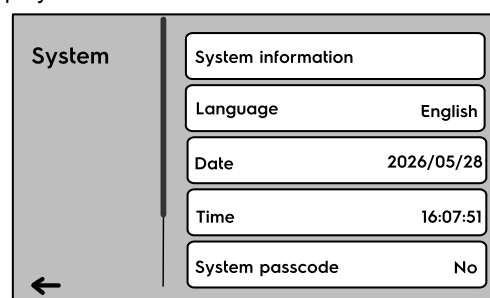 System
System information
Language English
Date 2026/05/28
Time 16:07:51
System passcode No